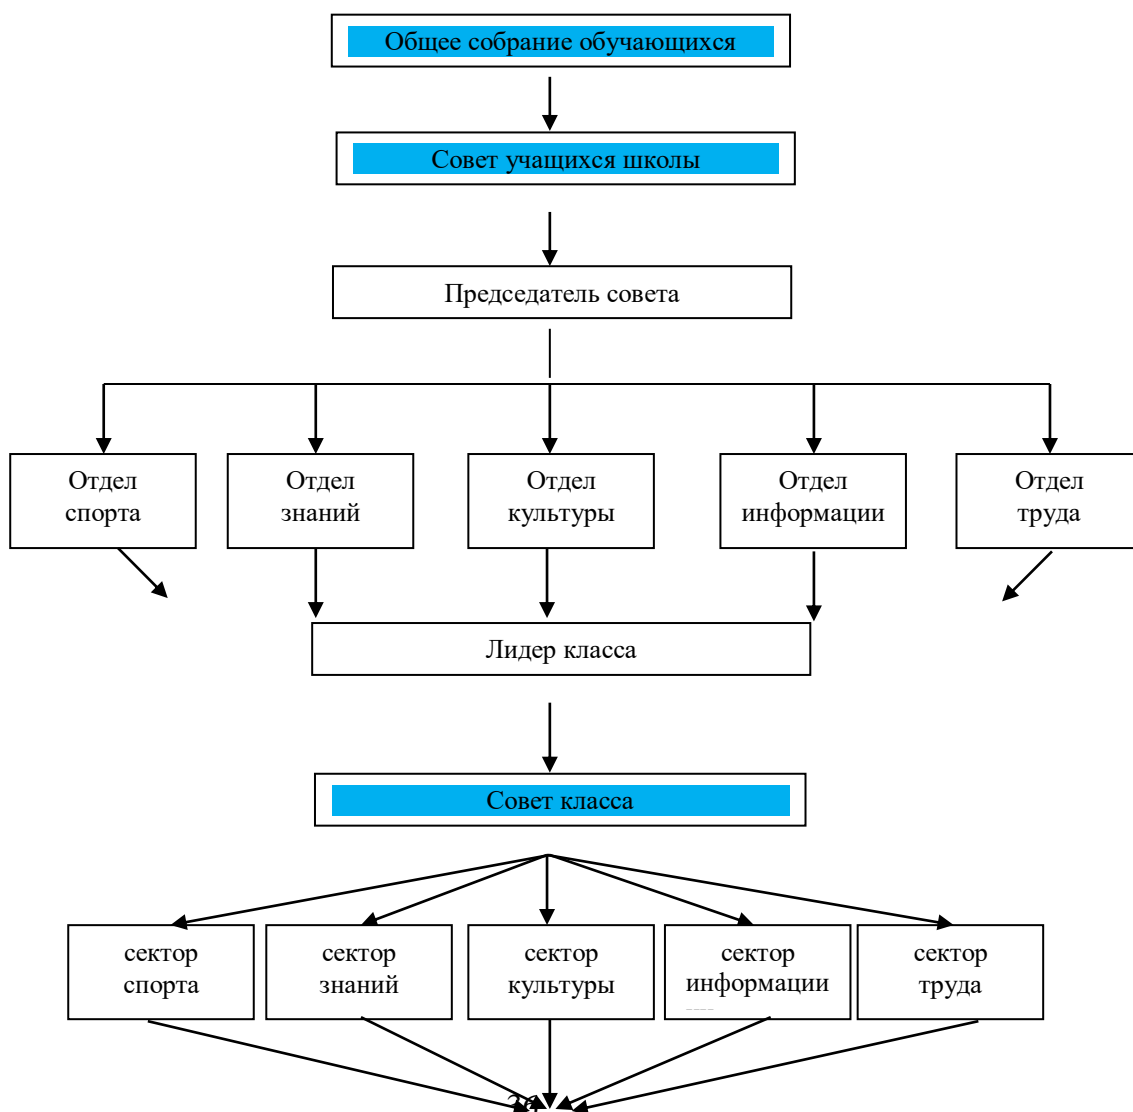 Общее собрание обучающихся
Совет учащихся школы
Председатель совета
Отдел
спорта
Отдел
знаний
Отдел
культуры
Отдел
информации
Отдел
труда
Лидер класса
Совет класса
сектор
спорта
сектор
знаний
сектор
культуры
сектор
информации
сектор
труда